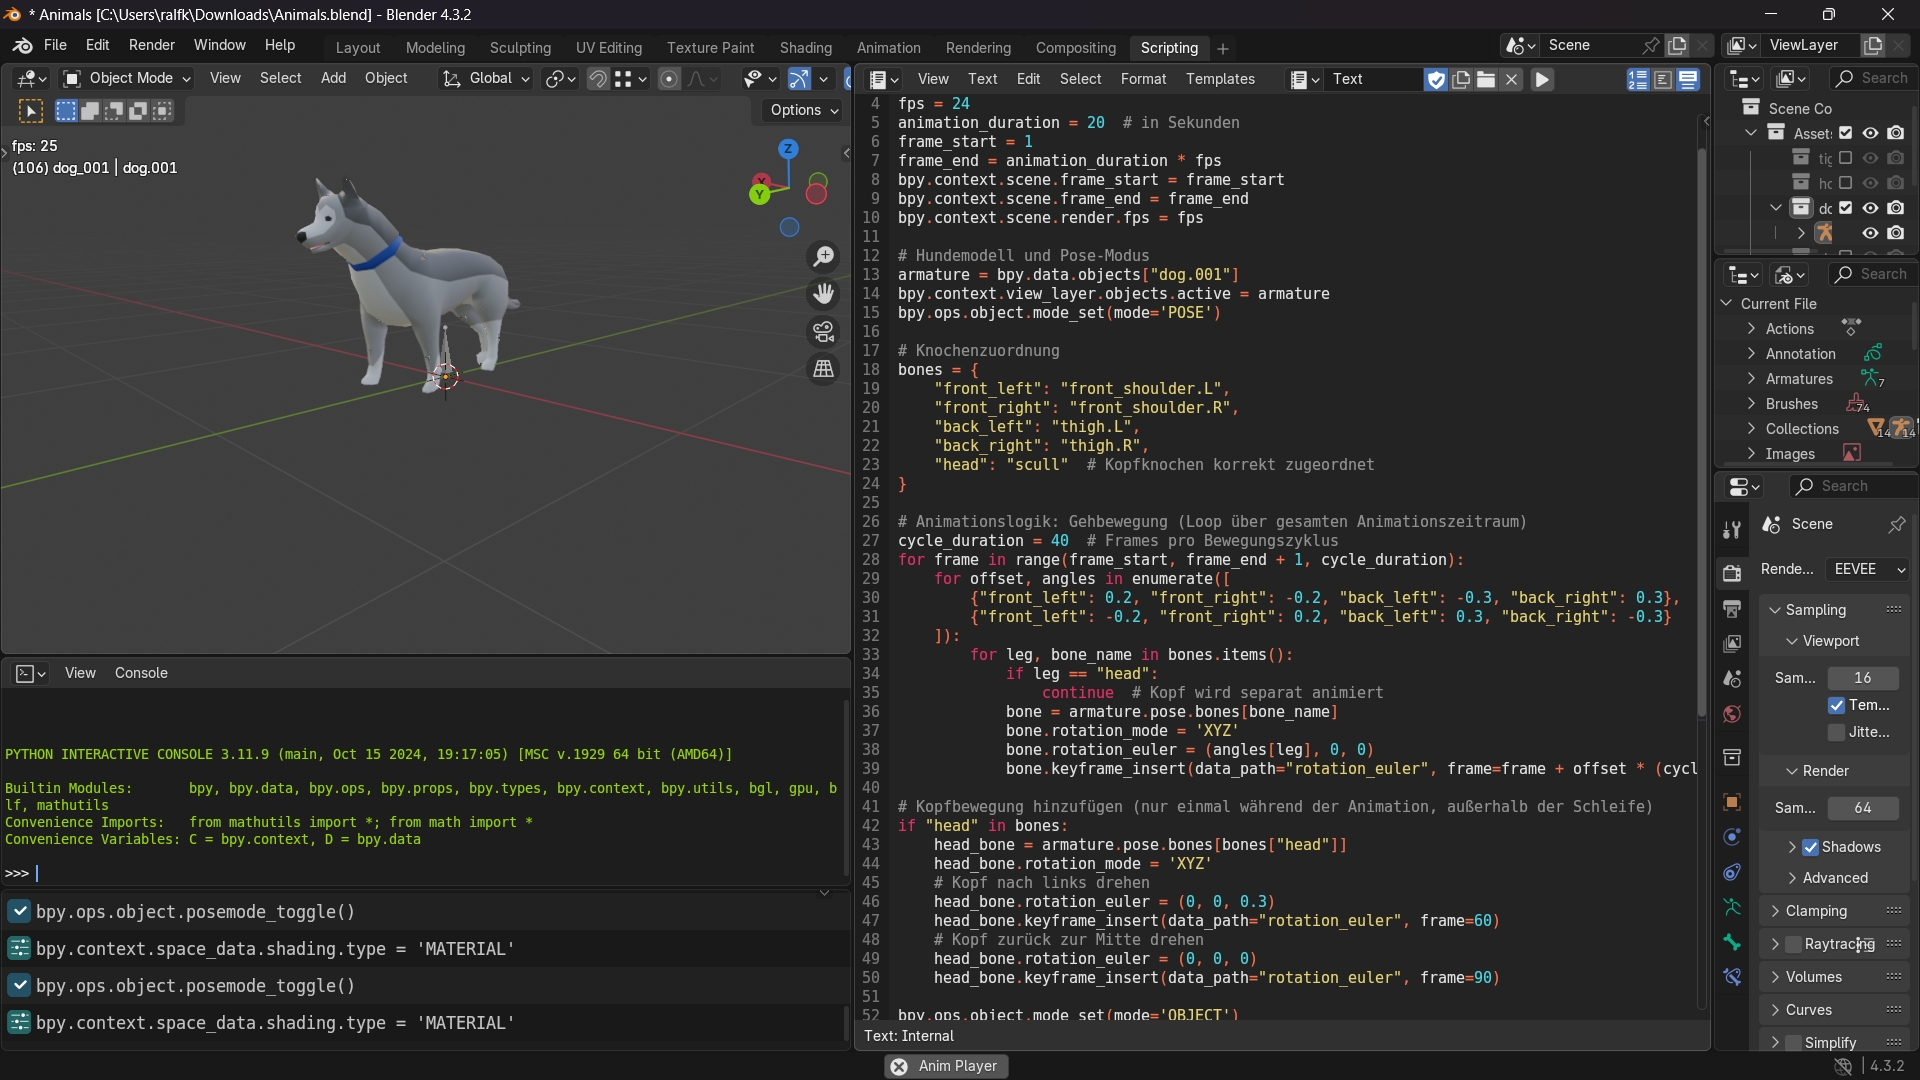 * Animals [C:\Users\ralfk\Downloads\Animals.blend] - Blender 4.3.2
File Edit Render Window Help Layout Modeling Sculpting UV Editing Texture Paint Shading Animation Rendering Compositing Scripting + Scene ViewLayer
Object Mode View Select Add Object Global
Options
fps: 25
(106) dog_001 | dog.001
Z
X
Y
View Text Edit Select Format Templates Text
4 fps = 24
5 animation_duration = 20  # in Sekunden
6 frame_start = 1
7 frame_end = animation_duration * fps
8 bpy.context.scene.frame_start = frame_start
9 bpy.context.scene.frame_end = frame_end
10 bpy.context.scene.render.fps = fps
11
12 # Hundemodell und Pose-Modus
13 armature = bpy.data.objects["dog.001"]
14 bpy.context.view_layer.objects.active = armature
15 bpy.ops.object.mode_set(mode='POSE')
16
17 # Knochenzuordnung
18 bones = {
19     "front_left": "front_shoulder.L",
20     "front_right": "front_shoulder.R",
21     "back_left": "thigh.L",
22     "back_right": "thigh.R",
23     "head": "scull"  # Kopfknochen korrekt zugeordnet
24 }
25
26 # Animationslogik: Gehbewegung (Loop über gesamten Animationszeitraum)
27 cycle_duration = 40  # Frames pro Bewegungszyklus
28 for frame in range(frame_start, frame_end + 1, cycle_duration):
29     for offset, angles in enumerate([
30         {"front_left": 0.2, "front_right": -0.2, "back_left": -0.3, "back_right": 0.3},
31         {"front_left": -0.2, "front_right": 0.2, "back_left": 0.3, "back_right": -0.3}
32     ]):
33         for leg, bone_name in bones.items():
34             if leg == "head":
35                 continue  # Kopf wird separat animiert
36             bone = armature.pose.bones[bone_name]
37             bone.rotation_mode = 'XYZ'
38             bone.rotation_euler = (angles[leg], 0, 0)
39             bone.keyframe_insert(data_path="rotation_euler", frame=frame + offset * (cycl
40
41 # Kopfbewegung hinzufügen (nur einmal während der Animation, außerhalb der Schleife)
42 if "head" in bones:
43     head_bone = armature.pose.bones[bones["head"]]
44     head_bone.rotation_mode = 'XYZ'
45     # Kopf nach links drehen
46     head_bone.rotation_euler = (0, 0, 0.3)
47     head_bone.keyframe_insert(data_path="rotation_euler", frame=60)
48     # Kopf zurück zur Mitte drehen
49     head_bone.rotation_euler = (0, 0, 0)
50     head_bone.keyframe_insert(data_path="rotation_euler", frame=90)
51
52 bpy.ops.object.mode_set(mode='OBJECT')
Text: Internal
View Console
PYTHON INTERACTIVE CONSOLE 3.11.9 (main, Oct 15 2024, 19:17:05) [MSC v.1929 64 bit (AMD64)]
Builtin Modules:       bpy, bpy.data, bpy.ops, bpy.props, bpy.types, bpy.context, bpy.utils, bgl, gpu, b
lf, mathutils
Convenience Imports:   from mathutils import *; from math import *
Convenience Variables: C = bpy.context, D = bpy.data
>>>
bpy.ops.object.posemode_toggle()
bpy.context.space_data.shading.type = 'MATERIAL'
bpy.ops.object.posemode_toggle()
bpy.context.space_data.shading.type = 'MATERIAL'
Search
Scene Co
Asset
tig
ho
do
Search
Current File
Actions
Annotation
Armatures 7
Brushes 74
Collections 14 14
Images
Search
Scene
Rende... EEVEE
Sampling
Viewport
Sam... 16
Tem...
Jitte...
Render
Sam... 64
Shadows
Advanced
Clamping
Raytracing
Volumes
Curves
Simplify
Anim Player
4.3.2